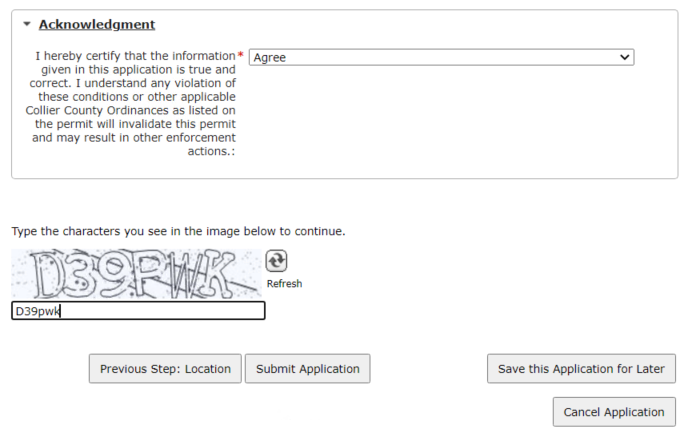 Acknowledgment
I hereby certify that the information* Agree
given in this application is true and
correct. I understand any violation of
these conditions or other applicable
Collier County Ordinances as listed on
the permit will invalidate this permit
and may result in other enforcement
actions.:
Type the characters you see in the image below to continue.
D39PWK
Refresh
D39pwk
Previous Step: Location Submit Application Save this Application for Later
Cancel Application